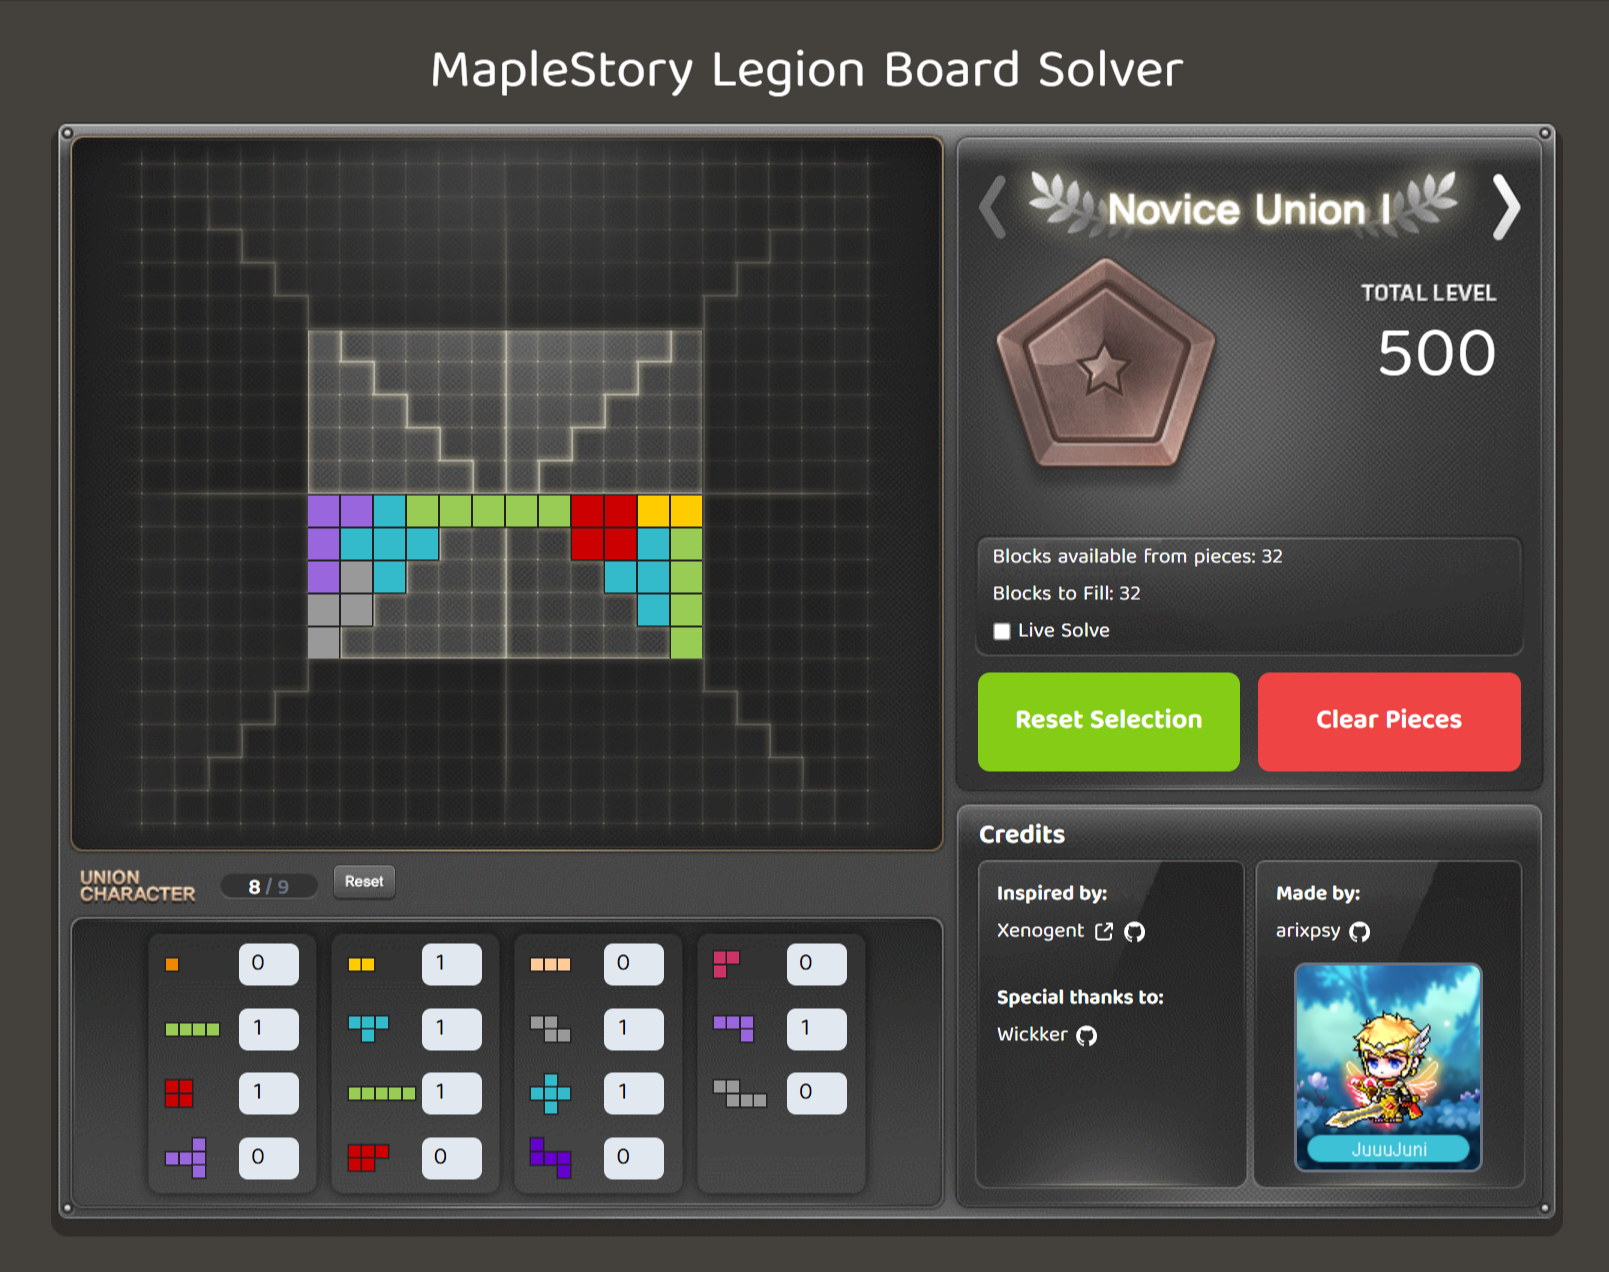 MapleStory Legion Board Solver
Novice Union I
TOTAL LEVEL
500
Blocks available from pieces: 32
Blocks to Fill: 32
Live Solve
Reset Selection
Clear Pieces
UNION
CHARACTER
8 / 9
Reset
0
1
0
0
1
1
1
1
1
1
1
0
0
0
0
Credits
Inspired by:
Xenogent
Special thanks to:
Wickker
Made by:
arixpsy
JuuuJuni